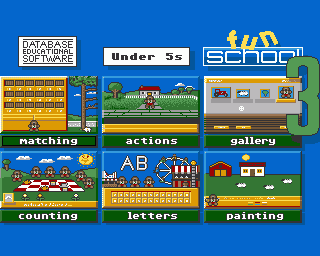 DATABASE
EDUCATIONAL
SOFTWARE
Under 5s
fun
SCHOOL
3
matching
actions
gallery
AB
counting
letters
painting